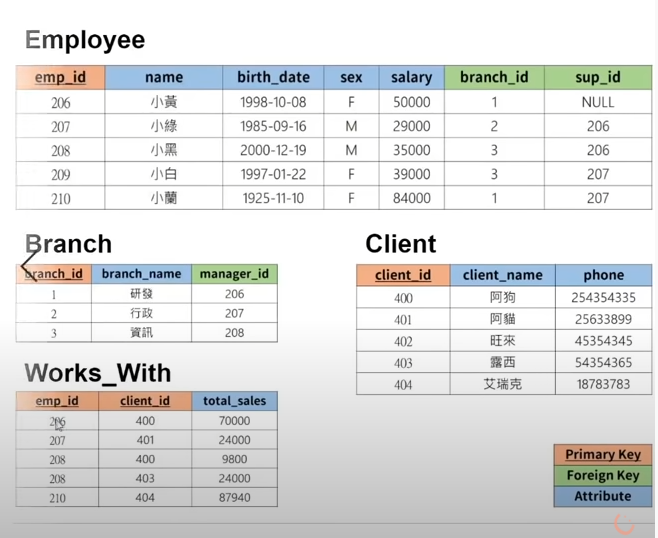 Employee
emp_id name birth_date sex salary branch_id sup_id
206 小黃 1998-10-08 F 50000 1 NULL
207 小綠 1985-09-16 M 29000 2 206
208 小黑 2000-12-19 M 35000 3 206
209 小白 1997-01-22 F 39000 3 207
210 小蘭 1925-11-10 F 84000 1 207
Branch
branch_id branch_name manager_id
1 研發 206
2 行政 207
3 資訊 208
Client
client_id client_name phone
400 阿狗 254354335
401 阿貓 25633899
402 旺來 45354345
403 露西 54354365
404 艾瑞克 18783783
Works_With
emp_id client_id total_sales
206 400 70000
207 401 24000
208 400 9800
208 403 24000
210 404 87940
Primary Key
Foreign Key
Attribute